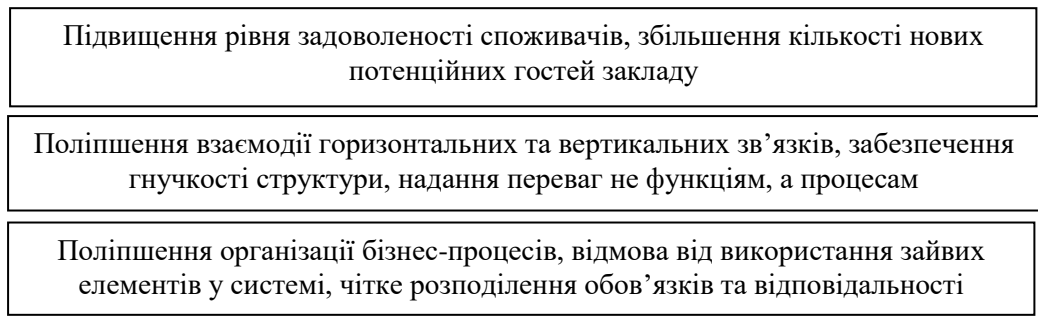 Підвищення рівня задоволеності споживачів, збільшення кількості нових
потенційних гостей закладу
Поліпшення взаємодії горизонтальних та вертикальних зв’язків, забезпечення
гнучкості структури, надання переваг не функціям, а процесам
Поліпшення організації бізнес-процесів, відмова від використання зайвих
елементів у системі, чітке розподілення обов’язків та відповідальності